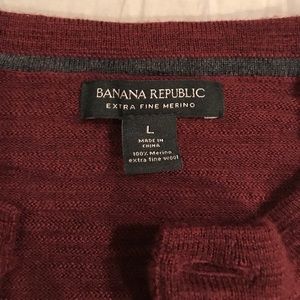 BANANA REPUBLIC
EXTRA FINE MERINO
L
MADE IN
CHINA
100% Merino
extra fine wool